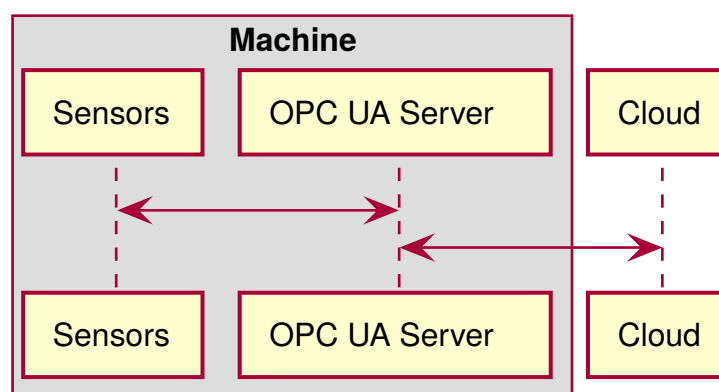 Machine
Sensors
OPC UA Server
Cloud
Sensors
OPC UA Server
Cloud